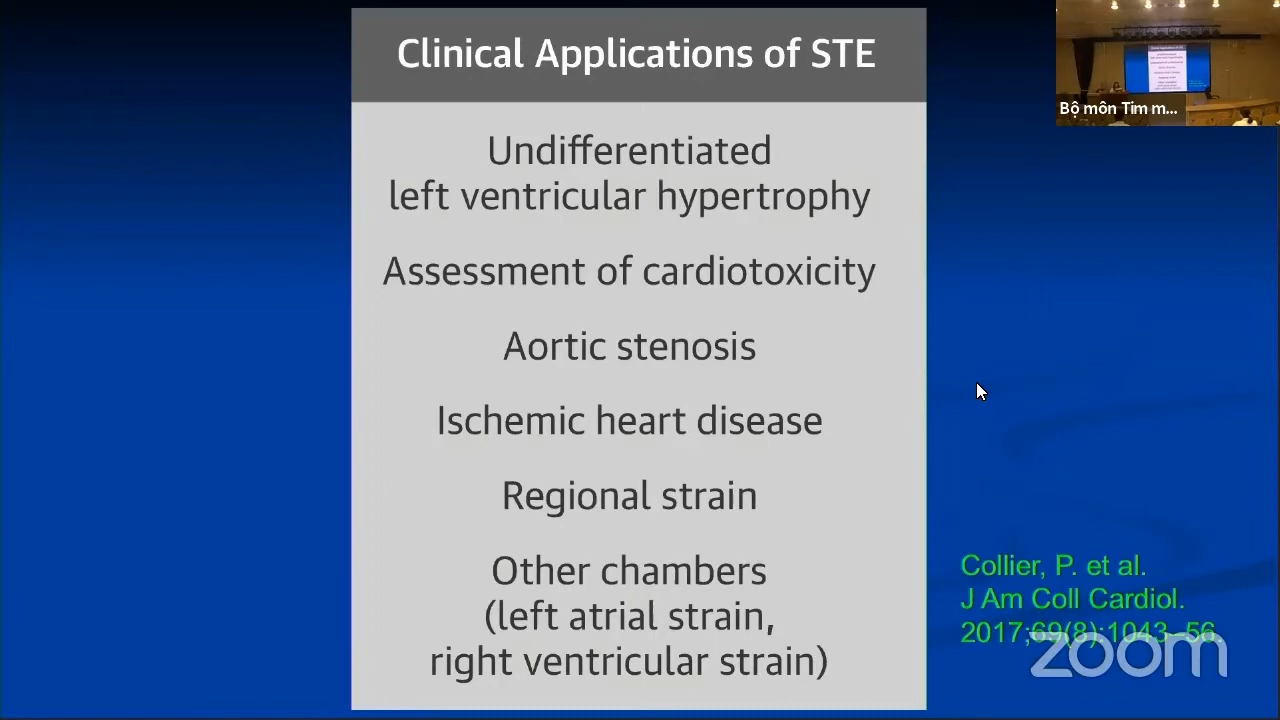 Clinical Applications of STE
Undifferentiated
left ventricular hypertrophy
Assessment of cardiotoxicity
Aortic stenosis
Ischemic heart disease
Regional strain
Other chambers
(left atrial strain,
right ventricular strain)
Bộ môn Tim m...
Collier, P. et al.
J Am Coll Cardiol.
2017;69(8):1043–56.
zoom